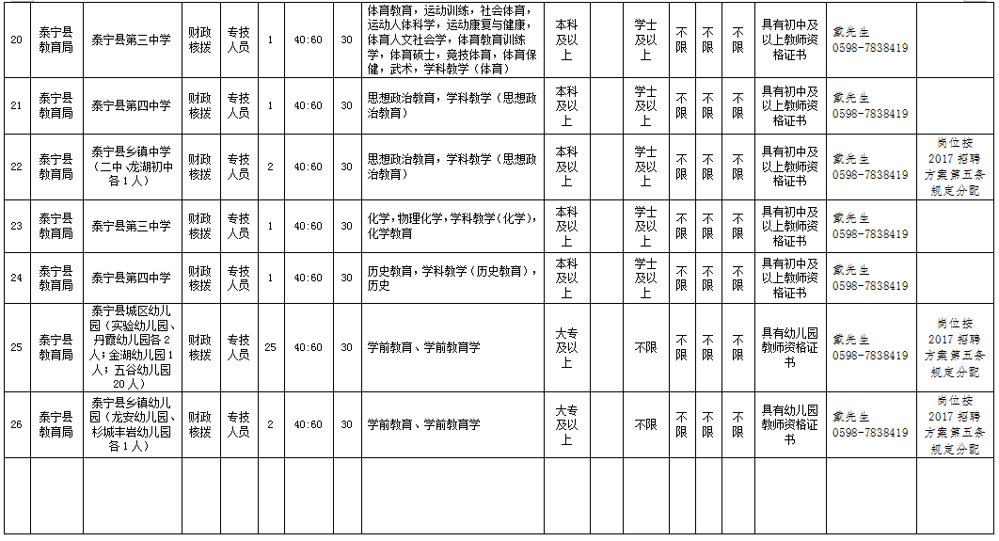 20 泰宁县教育局 泰宁县第三中学 财政核拨 专技人员 1 40:60 30 体育教育，运动训练，社会体育，运动人体科学，运动康复与健康，体育人文社会学，体育教育训练学，体育硕士，竞技体育，体育保健，武术，学科教学（体育） 本科及以上 学士及以上 不限 不限 不限 具有初中及以上教师资格证书 戴先生 0598-7838419
21 泰宁县教育局 泰宁县第四中学 财政核拨 专技人员 1 40:60 30 思想政治教育，学科教学（思想政治教育） 本科及以上 学士及以上 不限 不限 不限 具有初中及以上教师资格证书 戴先生 0598-7838419
22 泰宁县教育局 泰宁县乡镇中学（二中、龙湖初中各1人） 财政核拨 专技人员 2 40:60 30 思想政治教育，学科教学（思想政治教育） 本科及以上 学士及以上 不限 不限 不限 具有初中及以上教师资格证书 戴先生 0598-7838419 岗位按2017招聘方案第五条规定分配
23 泰宁县教育局 泰宁县第三中学 财政核拨 专技人员 1 40:60 30 化学，物理化学，学科教学（化学），化学教育 本科及以上 学士及以上 不限 不限 不限 具有初中及以上教师资格证书 戴先生 0598-7838419
24 泰宁县教育局 泰宁县第四中学 财政核拨 专技人员 1 40:60 30 历史教育，学科教学（历史教育），历史 本科及以上 学士及以上 不限 不限 不限 具有初中及以上教师资格证书 戴先生 0598-7838419
25 泰宁县教育局 泰宁县城区幼儿园（实验幼儿园、丹霞幼儿园各2人；金湖幼儿园1人；五谷幼儿园20人） 财政核拨 专技人员 25 40:60 30 学前教育、学前教育学 大专及以上 不限 不限 不限 不限 具有幼儿园教师资格证书 戴先生 0598-7838419 岗位按2017招聘方案第五条规定分配
26 泰宁县教育局 泰宁县乡镇幼儿园（龙安幼儿园、杉城丰岩幼儿园各1人） 财政核拨 专技人员 2 40:60 30 学前教育、学前教育学 大专及以上 不限 不限 不限 不限 具有幼儿园教师资格证书 戴先生 0598-7838419 岗位按2017招聘方案第五条规定分配